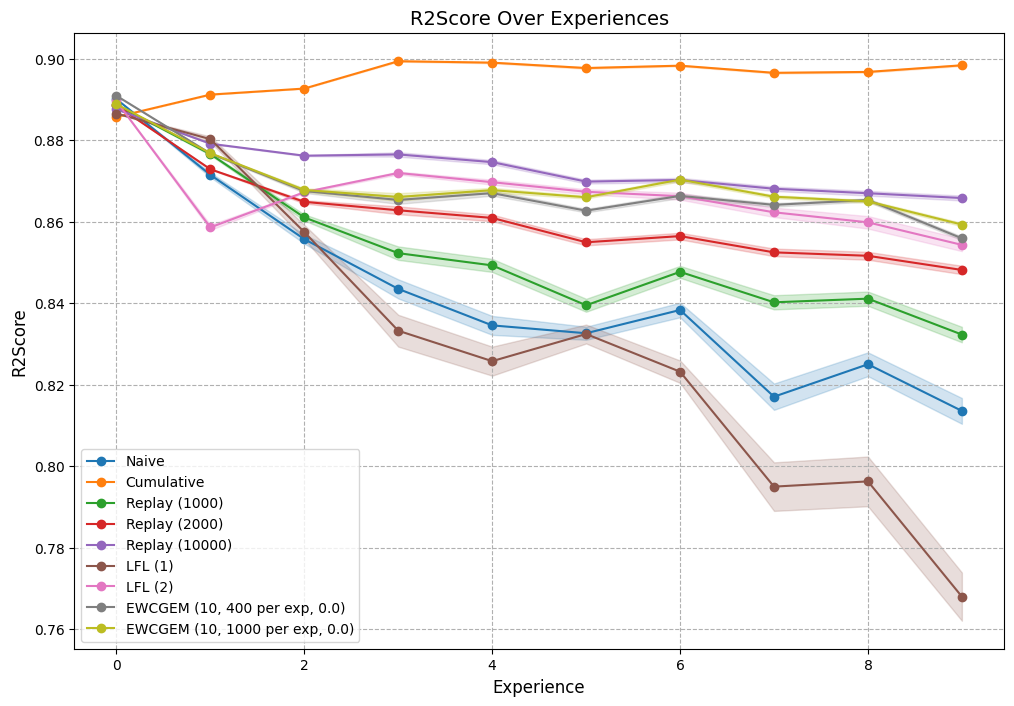 R2Score Over Experiences
R2Score
0.90
0.88
0.86
0.84
0.82
0.80
0.78
0.76
Naive
Cumulative
Replay (1000)
Replay (2000)
Replay (10000)
LFL (1)
LFL (2)
EWCGEM (10, 400 per exp, 0.0)
EWCGEM (10, 1000 per exp, 0.0)
0 2 4 6 8
Experience